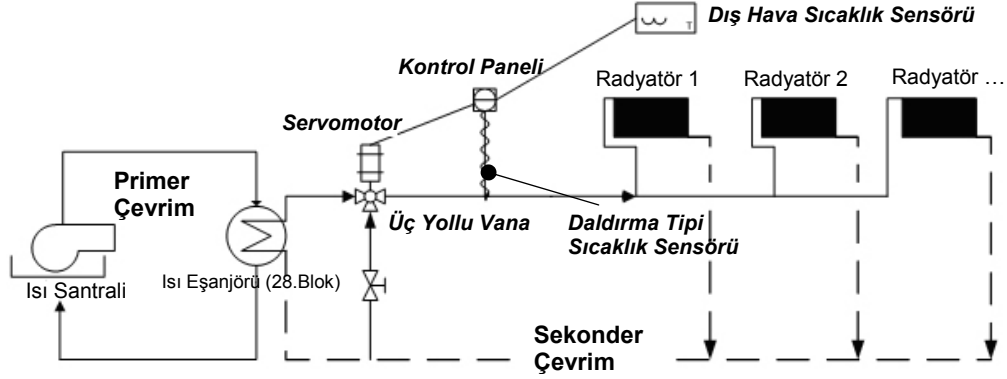 Dış Hava Sıcaklık Sensörü
T
Kontrol Paneli
Radyatör 1
Radyatör 2
Radyatör …
Servomotor
Primer
Çevrim
Üç Yollu Vana
Daldırma Tipi
Sıcaklık Sensörü
Isı Santrali
Isı Eşanjörü (28.Blok)
Sekonder
Çevrim